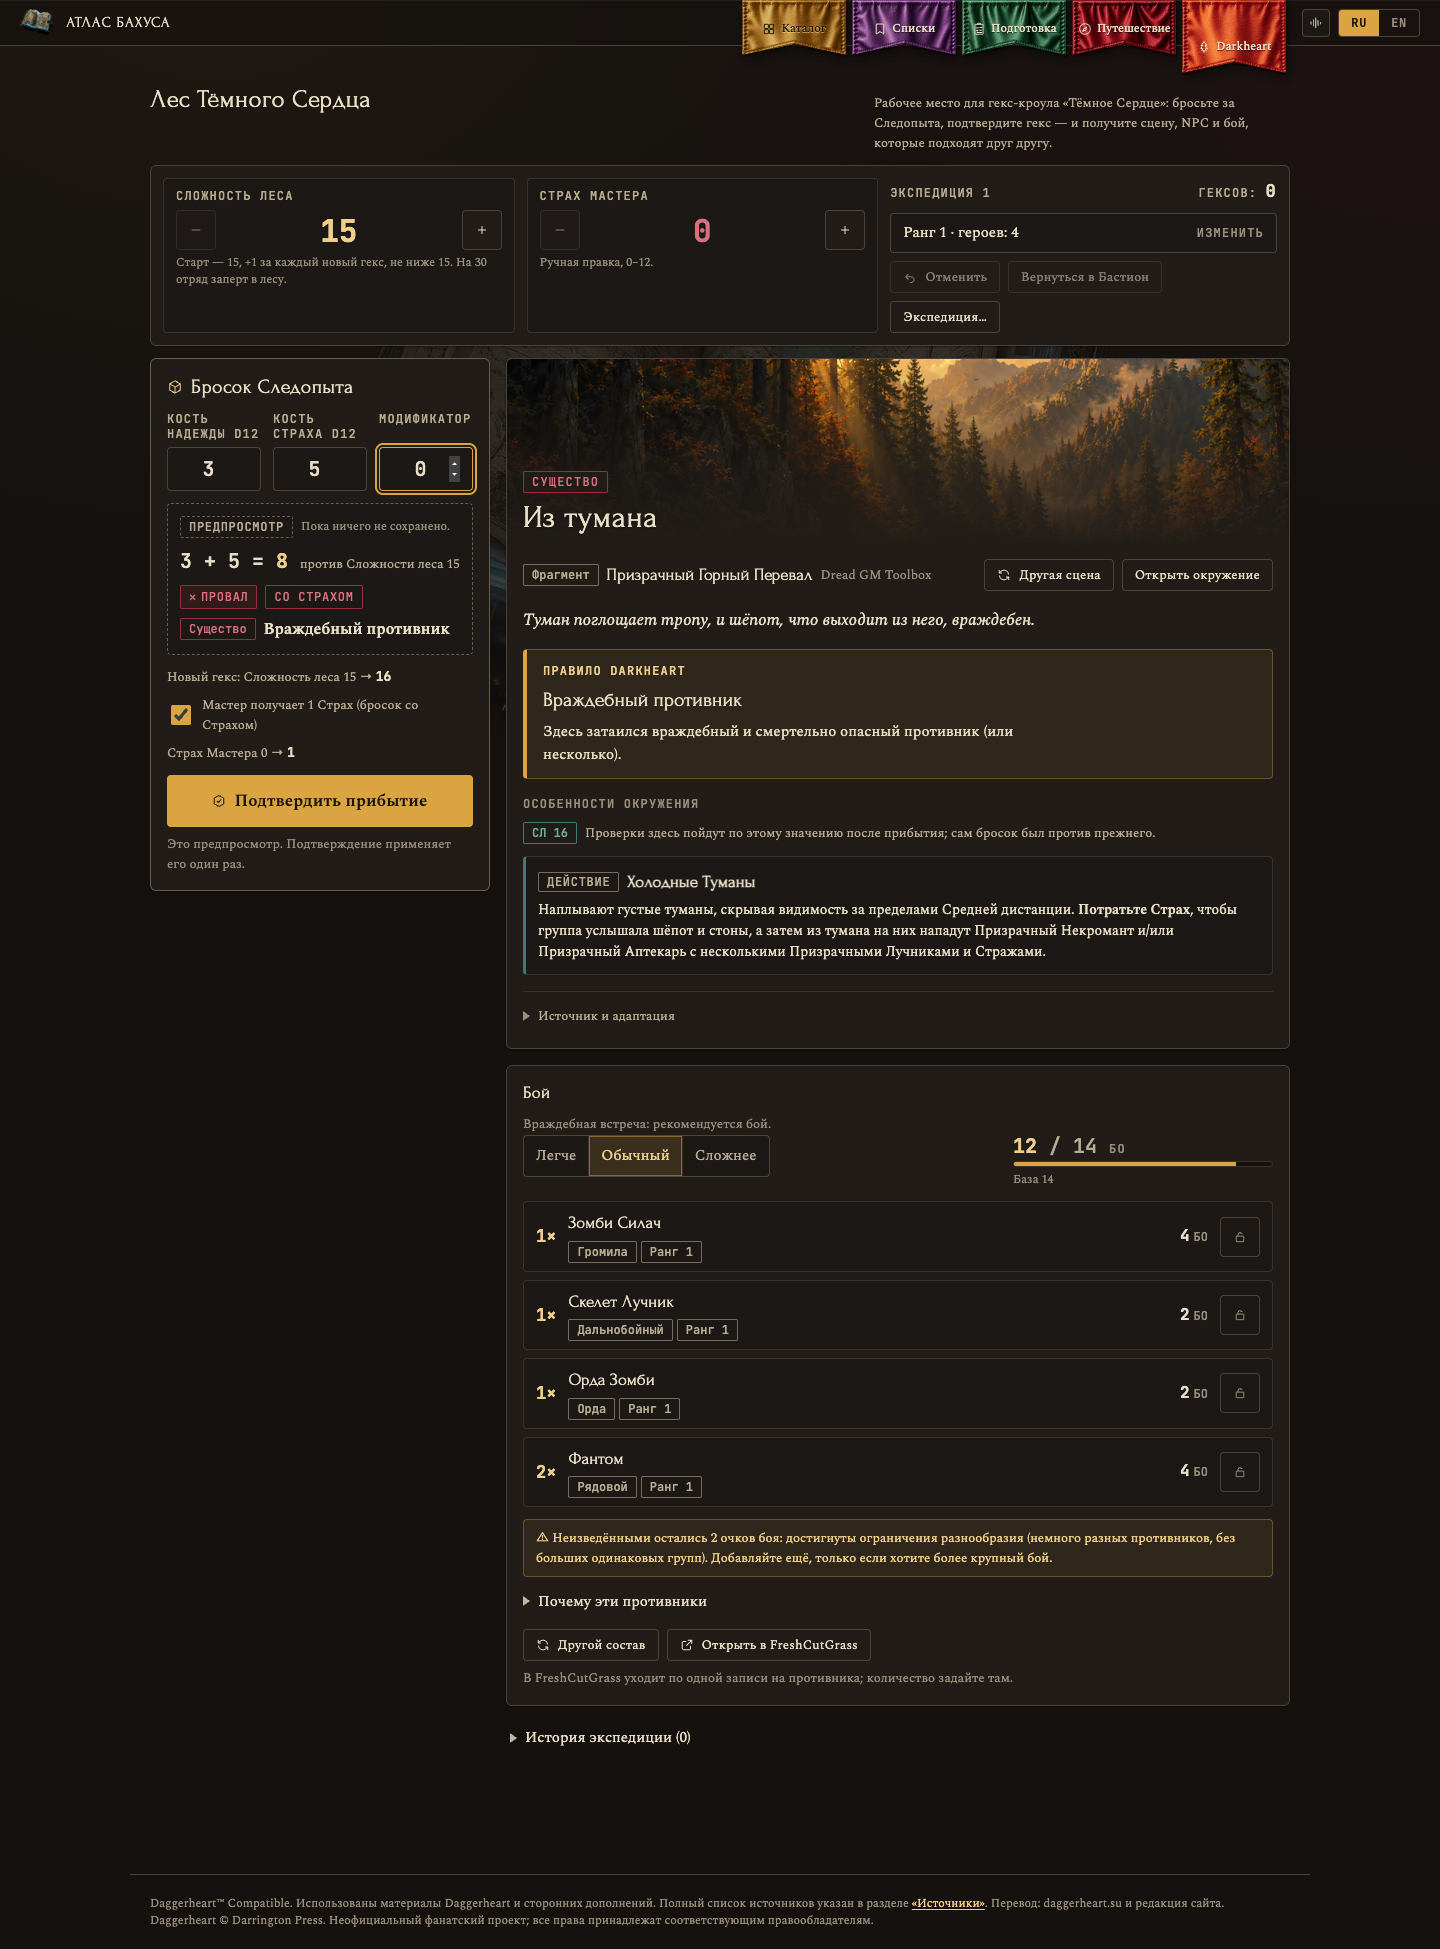 АТЛАС БАХУСА
Каталог
Списки
Подготовка
Путешествие
Darkheart
RU
EN
Лес Тёмного Сердца
Рабочее место для гекс-кроула «Тёмное Сердце»: бросьте за
Следопыта, подтвердите гекс — и получите сцену, NPC и бой,
которые подходят друг другу.
СЛОЖНОСТЬ ЛЕСА
−
15
+
Старт — 15, +1 за каждый новый гекс, не ниже 15. На 30
отряд заперт в лесу.
СТРАХ МАСТЕРА
−
0
+
Ручная правка, 0–12.
ЭКСПЕДИЦИЯ 1
ГЕКСОВ: 0
Ранг 1 · героев: 4
ИЗМЕНИТЬ
Отменить
Вернуться в Бастион
Экспедиция…
Бросок Следопыта
КОСТЬ
НАДЕЖДЫ D12
КОСТЬ
СТРАХА D12
МОДИФИКАТОР
3
5
0
ПРЕДПРОСМОТР
Пока ничего не сохранено.
3 + 5 = 8 против Сложности леса 15
× ПРОВАЛ
СО СТРАХОМ
Существо
Враждебный противник
Новый гекс: Сложность леса 15 → 16
Мастер получает 1 Страх (бросок со
Страхом)
Страх Мастера 0 → 1
Подтвердить прибытие
Это предпросмотр. Подтверждение применяет
его один раз.
СУЩЕСТВО
Из тумана
Фрагмент
Призрачный Горный Перевал
Dread GM Toolbox
Другая сцена
Открыть окружение
Туман поглощает тропу, и шёпот, что выходит из него, враждебен.
ПРАВИЛО DARKHEART
Враждебный противник
Здесь затаился враждебный и смертельно опасный противник (или
несколько).
ОСОБЕННОСТИ ОКРУЖЕНИЯ
СЛ 16
Проверки здесь пойдут по этому значению после прибытия; сам бросок был против прежнего.
ДЕЙСТВИЕ
Холодные Туманы
Наплывают густые туманы, скрывая видимость за пределами Средней дистанции. Потратьте Страх, чтобы
группа услышала шёпот и стоны, а затем из тумана на них нападут Призрачный Некромант и/или
Призрачный Аптекарь с несколькими Призрачными Лучниками и Стражами.
Источник и адаптация
Бой
Враждебная встреча: рекомендуется бой.
Легче
Обычный
Сложнее
12 / 14 БО
База 14
1×
Зомби Силач
Громила
Ранг 1
4 БО
1×
Скелет Лучник
Дальнобойный
Ранг 1
2 БО
1×
Орда Зомби
Орда
Ранг 1
2 БО
2×
Фантом
Рядовой
Ранг 1
4 БО
Неизведёнными остались 2 очков боя: достигнуты ограничения разнообразия (немного разных противников, без
больших одинаковых групп). Добавляйте ещё, только если хотите более крупный бой.
Почему эти противники
Другой состав
Открыть в FreshCutGrass
В FreshCutGrass уходит по одной записи на противника; количество задайте там.
История экспедиции (0)
Daggerheart™ Compatible. Использованы материалы Daggerheart и сторонних дополнений. Полный список источников указан в разделе «Источники». Перевод: daggerheart.su и редакция сайта.
Daggerheart © Darrington Press. Неофициальный фанатский проект; все права принадлежат соответствующим правообладателям.